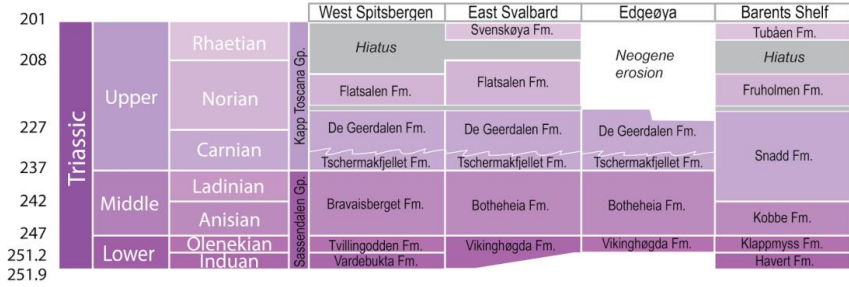 West Spitsbergen East Svalbard Edgeøya Barents Shelf
201
208
227
237
242
247
251.2
251.9
Triassic
Upper
Middle
Lower
Rhaetian
Norian
Carnian
Ladinian
Anisian
Olenekian
Induan
Kapp Toscana Gp.
Sassendalen Gp.
Hiatus
Flatsalen Fm.
De Geerdalen Fm.
Tschermakfjellet Fm.
Bravaisberget Fm.
Tvillingodden Fm.
Vardebukta Fm.
Svenskøya Fm.
Flatsalen Fm.
De Geerdalen Fm.
Tschermakfjellet Fm.
Botheheia Fm.
Vikinghøgda Fm.
Neogene
erosion
De Geerdalen Fm.
Tschermakfjellet Fm.
Botheheia Fm.
Vikinghøgda Fm.
Tubåen Fm.
Hiatus
Fruholmen Fm.
Snadd Fm.
Kobbe Fm.
Klappmyss Fm.
Havert Fm.